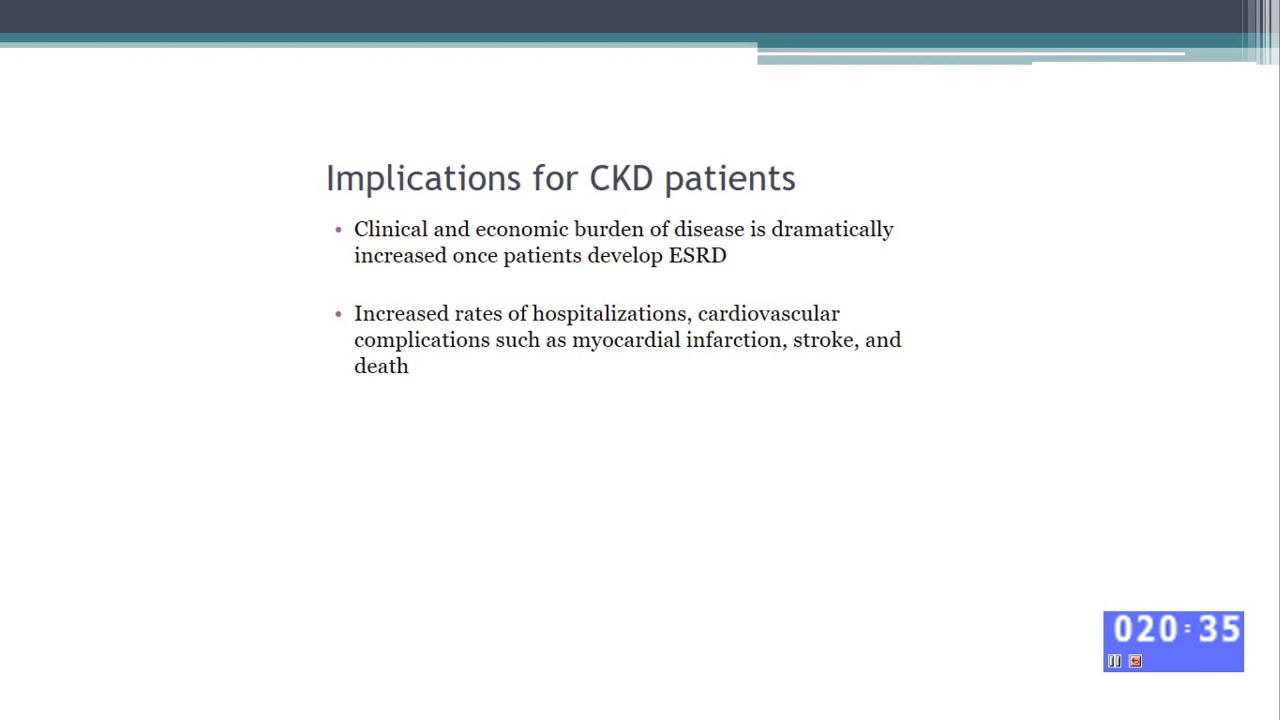 Implications for CKD patients
• Clinical and economic burden of disease is dramatically
increased once patients develop ESRD
• Increased rates of hospitalizations, cardiovascular
complications such as myocardial infarction, stroke, and
death
020:35